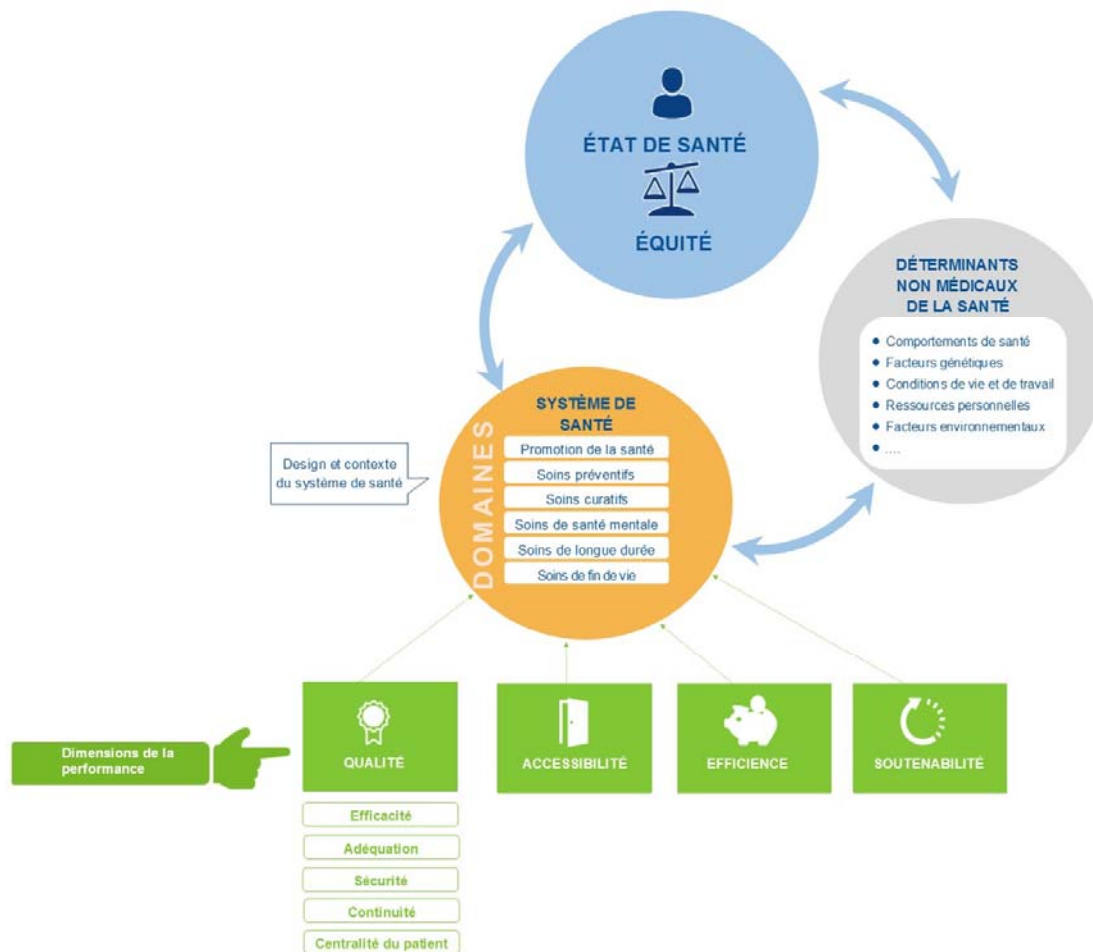 ÉTAT DE SANTÉ
ÉQUITÉ
DÉTERMINANTS
NON MÉDICAUX
DE LA SANTÉ
● Comportements de santé
● Facteurs génétiques
● Conditions de vie et de travail
● Ressources personnelles
● Facteurs environnementaux
● ....
DOMAINES
SYSTÈME DE
SANTÉ
Promotion de la santé
Soins préventifs
Soins curatifs
Soins de santé mentale
Soins de longue durée
Soins de fin de vie
Design et contexte
du système de santé
Dimensions de la
performance
QUALITÉ
ACCESSIBILITÉ
EFFICIENCE
SOUTENABILITÉ
Efficacité
Adéquation
Sécurité
Continuité
Centralité du patient